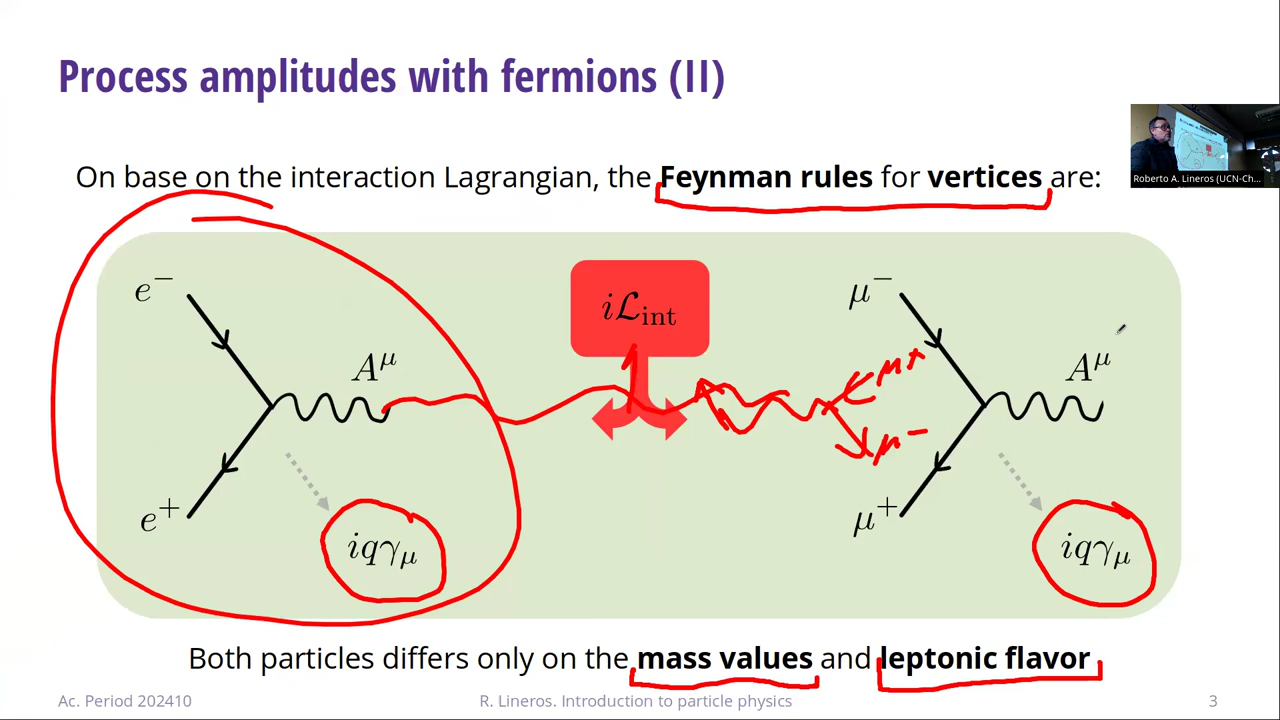 Process amplitudes with fermions (II)
On base on the interaction Lagrangian, the Feynman rules for vertices are:
Roberto A. Lineros (UCN-Ch...
e⁻
A^μ
e⁺
iqγ_μ
iℒ_int
μ+
μ-
μ⁻
A^μ
μ⁺
iqγ_μ
Both particles differs only on the mass values and leptonic flavor
Ac. Period 202410
R. Lineros. Introduction to particle physics
3